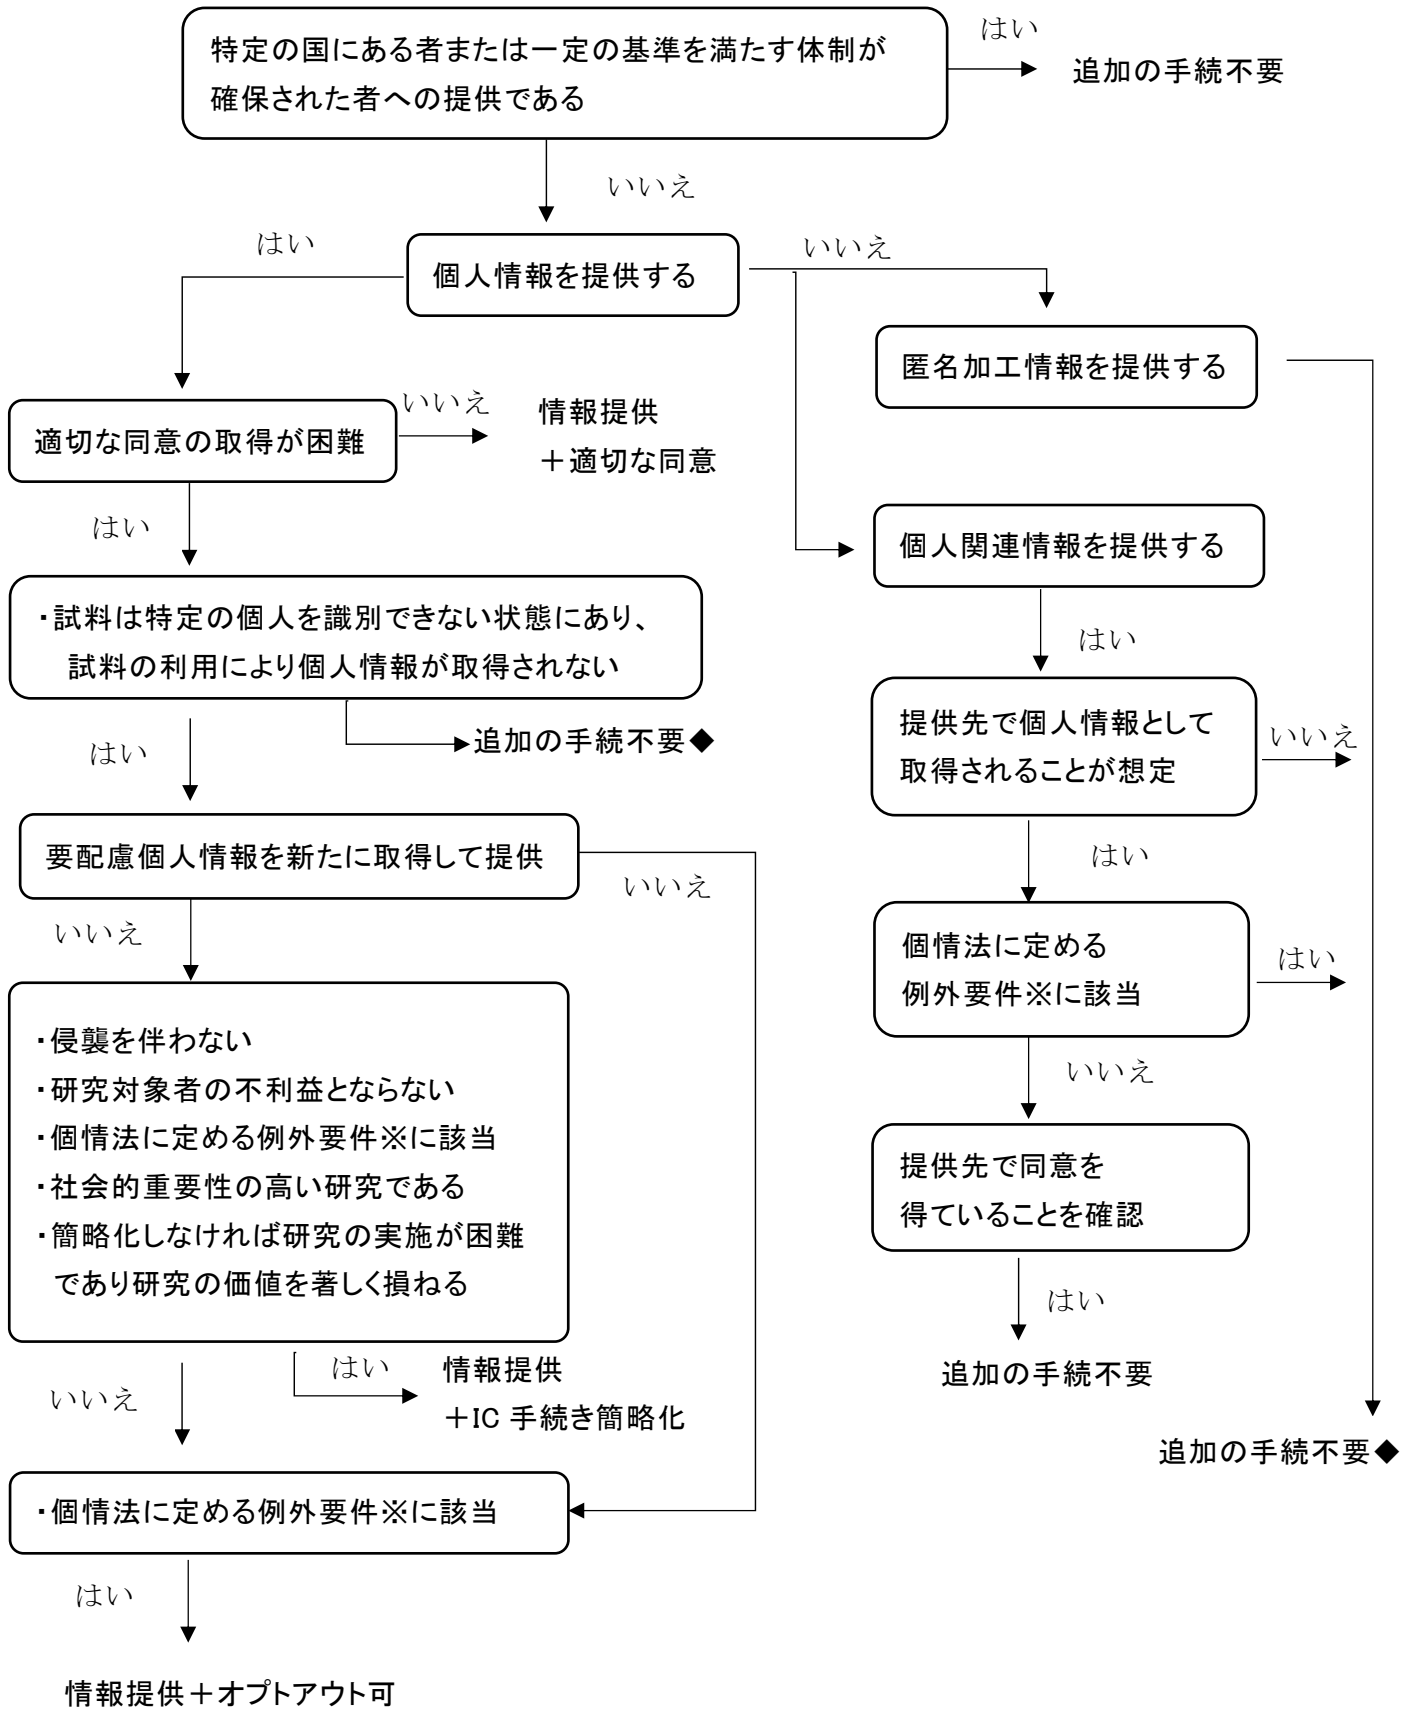 特定の国にある者または一定の基準を満たす体制が
確保された者への提供である
はい
追加の手続不要
いいえ
はい
個人情報を提供する
いいえ
匿名加工情報を提供する
適切な同意の取得が困難
いいえ
情報提供
＋適切な同意
はい
個人関連情報を提供する
・試料は特定の個人を識別できない状態にあり、
試料の利用により個人情報が取得されない
はい
追加の手続不要◆
はい
提供先で個人情報として
取得されることが想定
いいえ
要配慮個人情報を新たに取得して提供
いいえ
いいえ
はい
個情法に定める
例外要件※に該当
はい
・侵襲を伴わない
・研究対象者の不利益とならない
・個情法に定める例外要件※に該当
・社会的重要性の高い研究である
・簡略化しなければ研究の実施が困難
であり研究の価値を著しく損ねる
いいえ
提供先で同意を
得ていることを確認
はい
追加の手続不要
はい
情報提供
＋IC 手続き簡略化
いいえ
追加の手続不要◆
・個情法に定める例外要件※に該当
はい
情報提供＋オプトアウト可